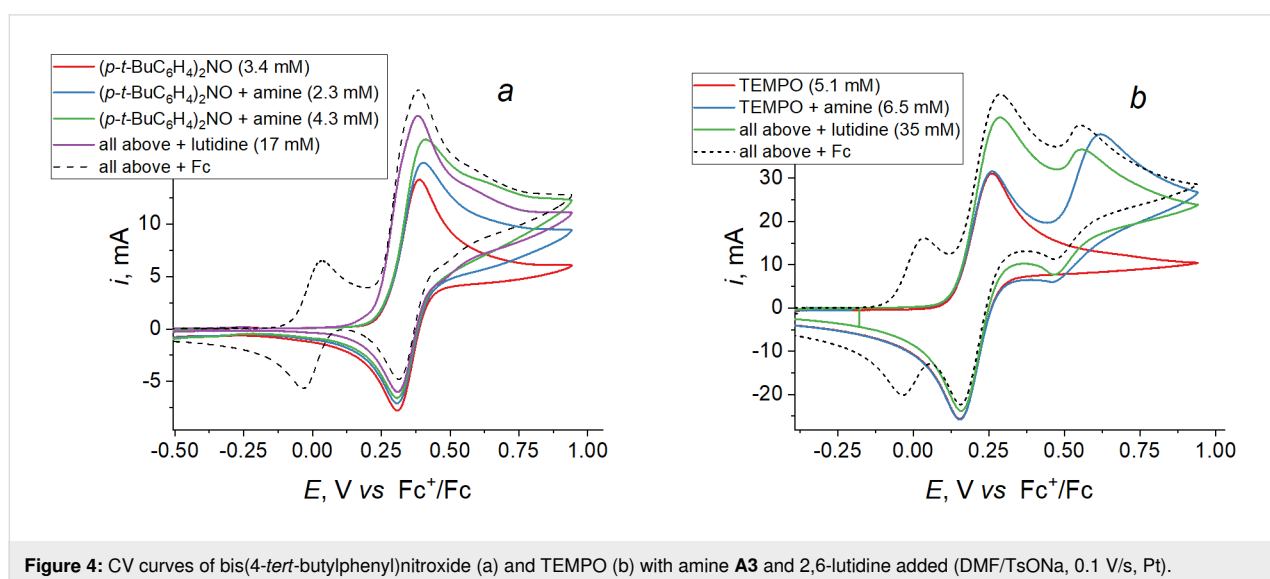 a
(p-t-BuC6H4)2NO (3.4 mM)
(p-t-BuC6H4)2NO + amine (2.3 mM)
(p-t-BuC6H4)2NO + amine (4.3 mM)
all above + lutidine (17 mM)
all above + Fc
10
5
0
-5
i, mA
-0.50 -0.25 0.00 0.25 0.50 0.75 1.00
E, V vs Fc+/Fc
b
TEMPO (5.1 mM)
TEMPO + amine (6.5 mM)
all above + lutidine (35 mM)
all above + Fc
30
20
10
0
-10
-20
i, mA
-0.25 0.00 0.25 0.50 0.75 1.00
E, V vs Fc+/Fc
Figure 4: CV curves of bis(4-tert-butylphenyl)nitroxide (a) and TEMPO (b) with amine A3 and 2,6-lutidine added (DMF/TsONa, 0.1 V/s, Pt).